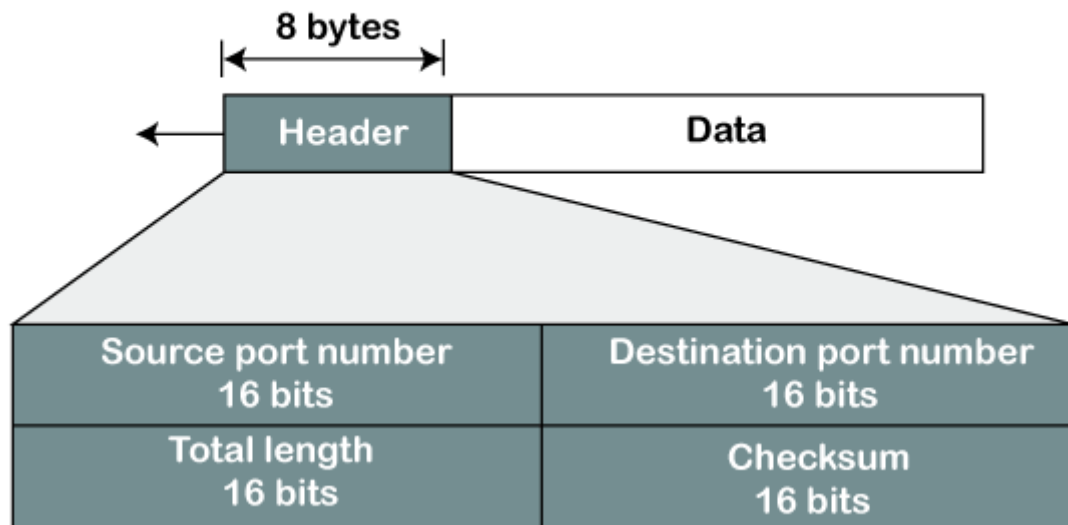 8 bytes
Header
Data
Source port number
16 bits
Destination port number
16 bits
Total length
16 bits
Checksum
16 bits